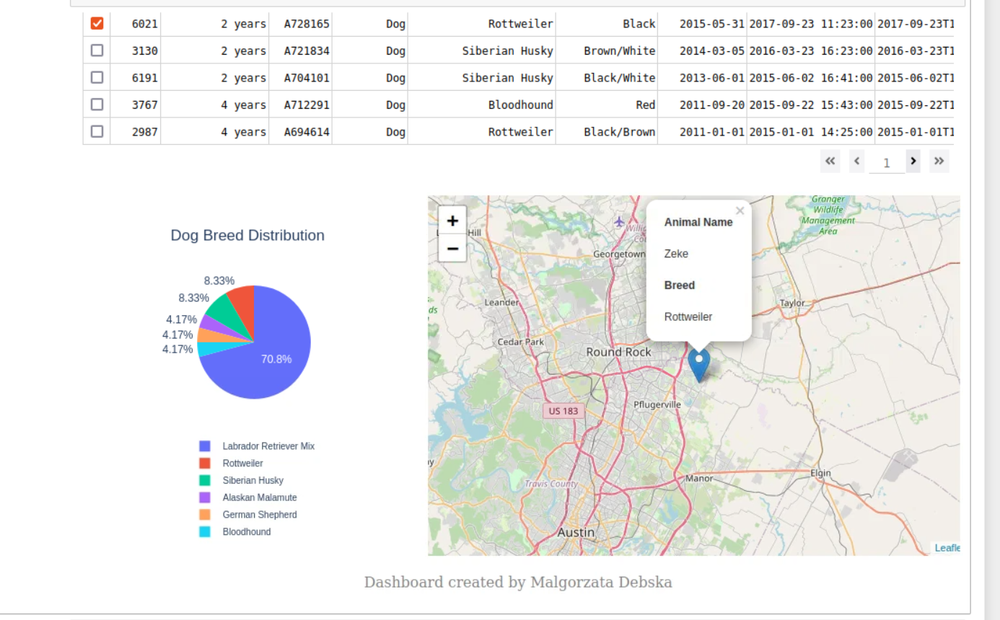 6021 2 years A728165 Dog Rottweiler Black 2015-05-31 2017-09-23 11:23:00 2017-09-23T1
3130 2 years A721834 Dog Siberian Husky Brown/White 2014-03-05 2016-03-23 16:23:00 2016-03-23T1
6191 2 years A704101 Dog Siberian Husky Black/White 2013-06-01 2015-06-02 16:41:00 2015-06-02T1
3767 4 years A712291 Dog Bloodhound Red 2011-09-20 2015-09-22 15:43:00 2015-09-22T1
2987 4 years A694614 Dog Rottweiler Black/Brown 2011-01-01 2015-01-01 14:25:00 2015-01-01T1
« ‹ 1 › »
Dog Breed Distribution
8.33%
8.33%
4.17%
4.17%
4.17%
70.8%
Labrador Retriever Mix
Rottweiler
Siberian Husky
Alaskan Malamute
German Shepherd
Bloodhound
+
−
Hill
Granger
Wildlife
Management
Area
×
Animal Name
Zeke
Breed
Rottweiler
Georgetown
Leander
Taylor
Cedar Park
Round Rock
Pflugerville
US 183
Travis County
Manor
Elgin
Austin
Leafle
Dashboard created by Malgorzata Debska